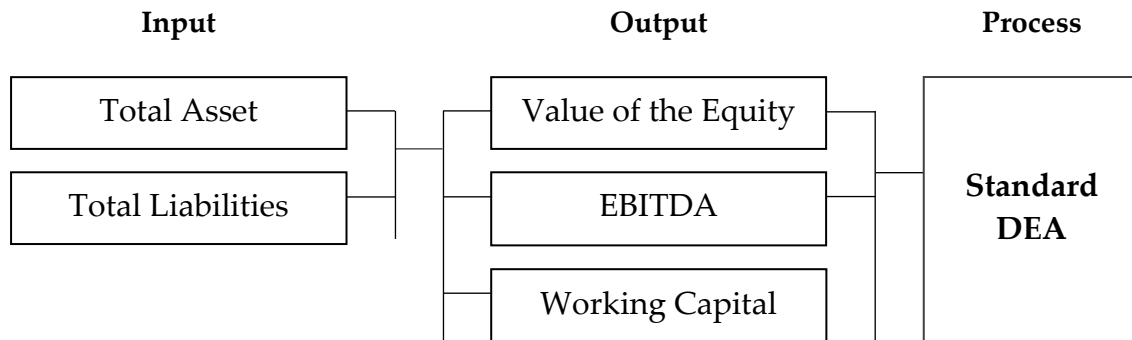 Input
Output
Process
Total Asset
Value of the Equity
Total Liabilities
EBITDA
Standard
DEA
Working Capital